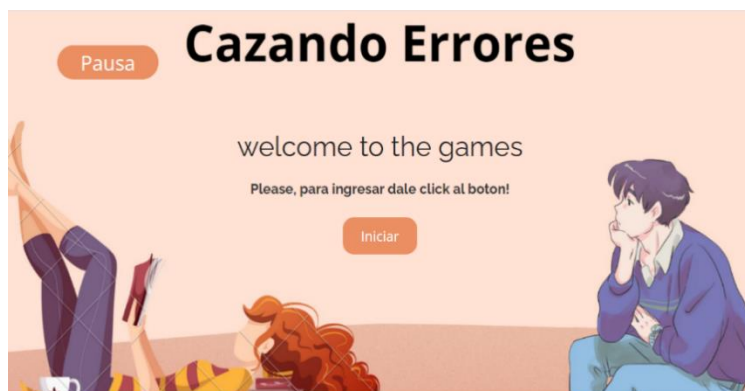 Cazando Errores
Pausa
welcome to the games
Please, para ingresar dale click al boton!
Iniciar